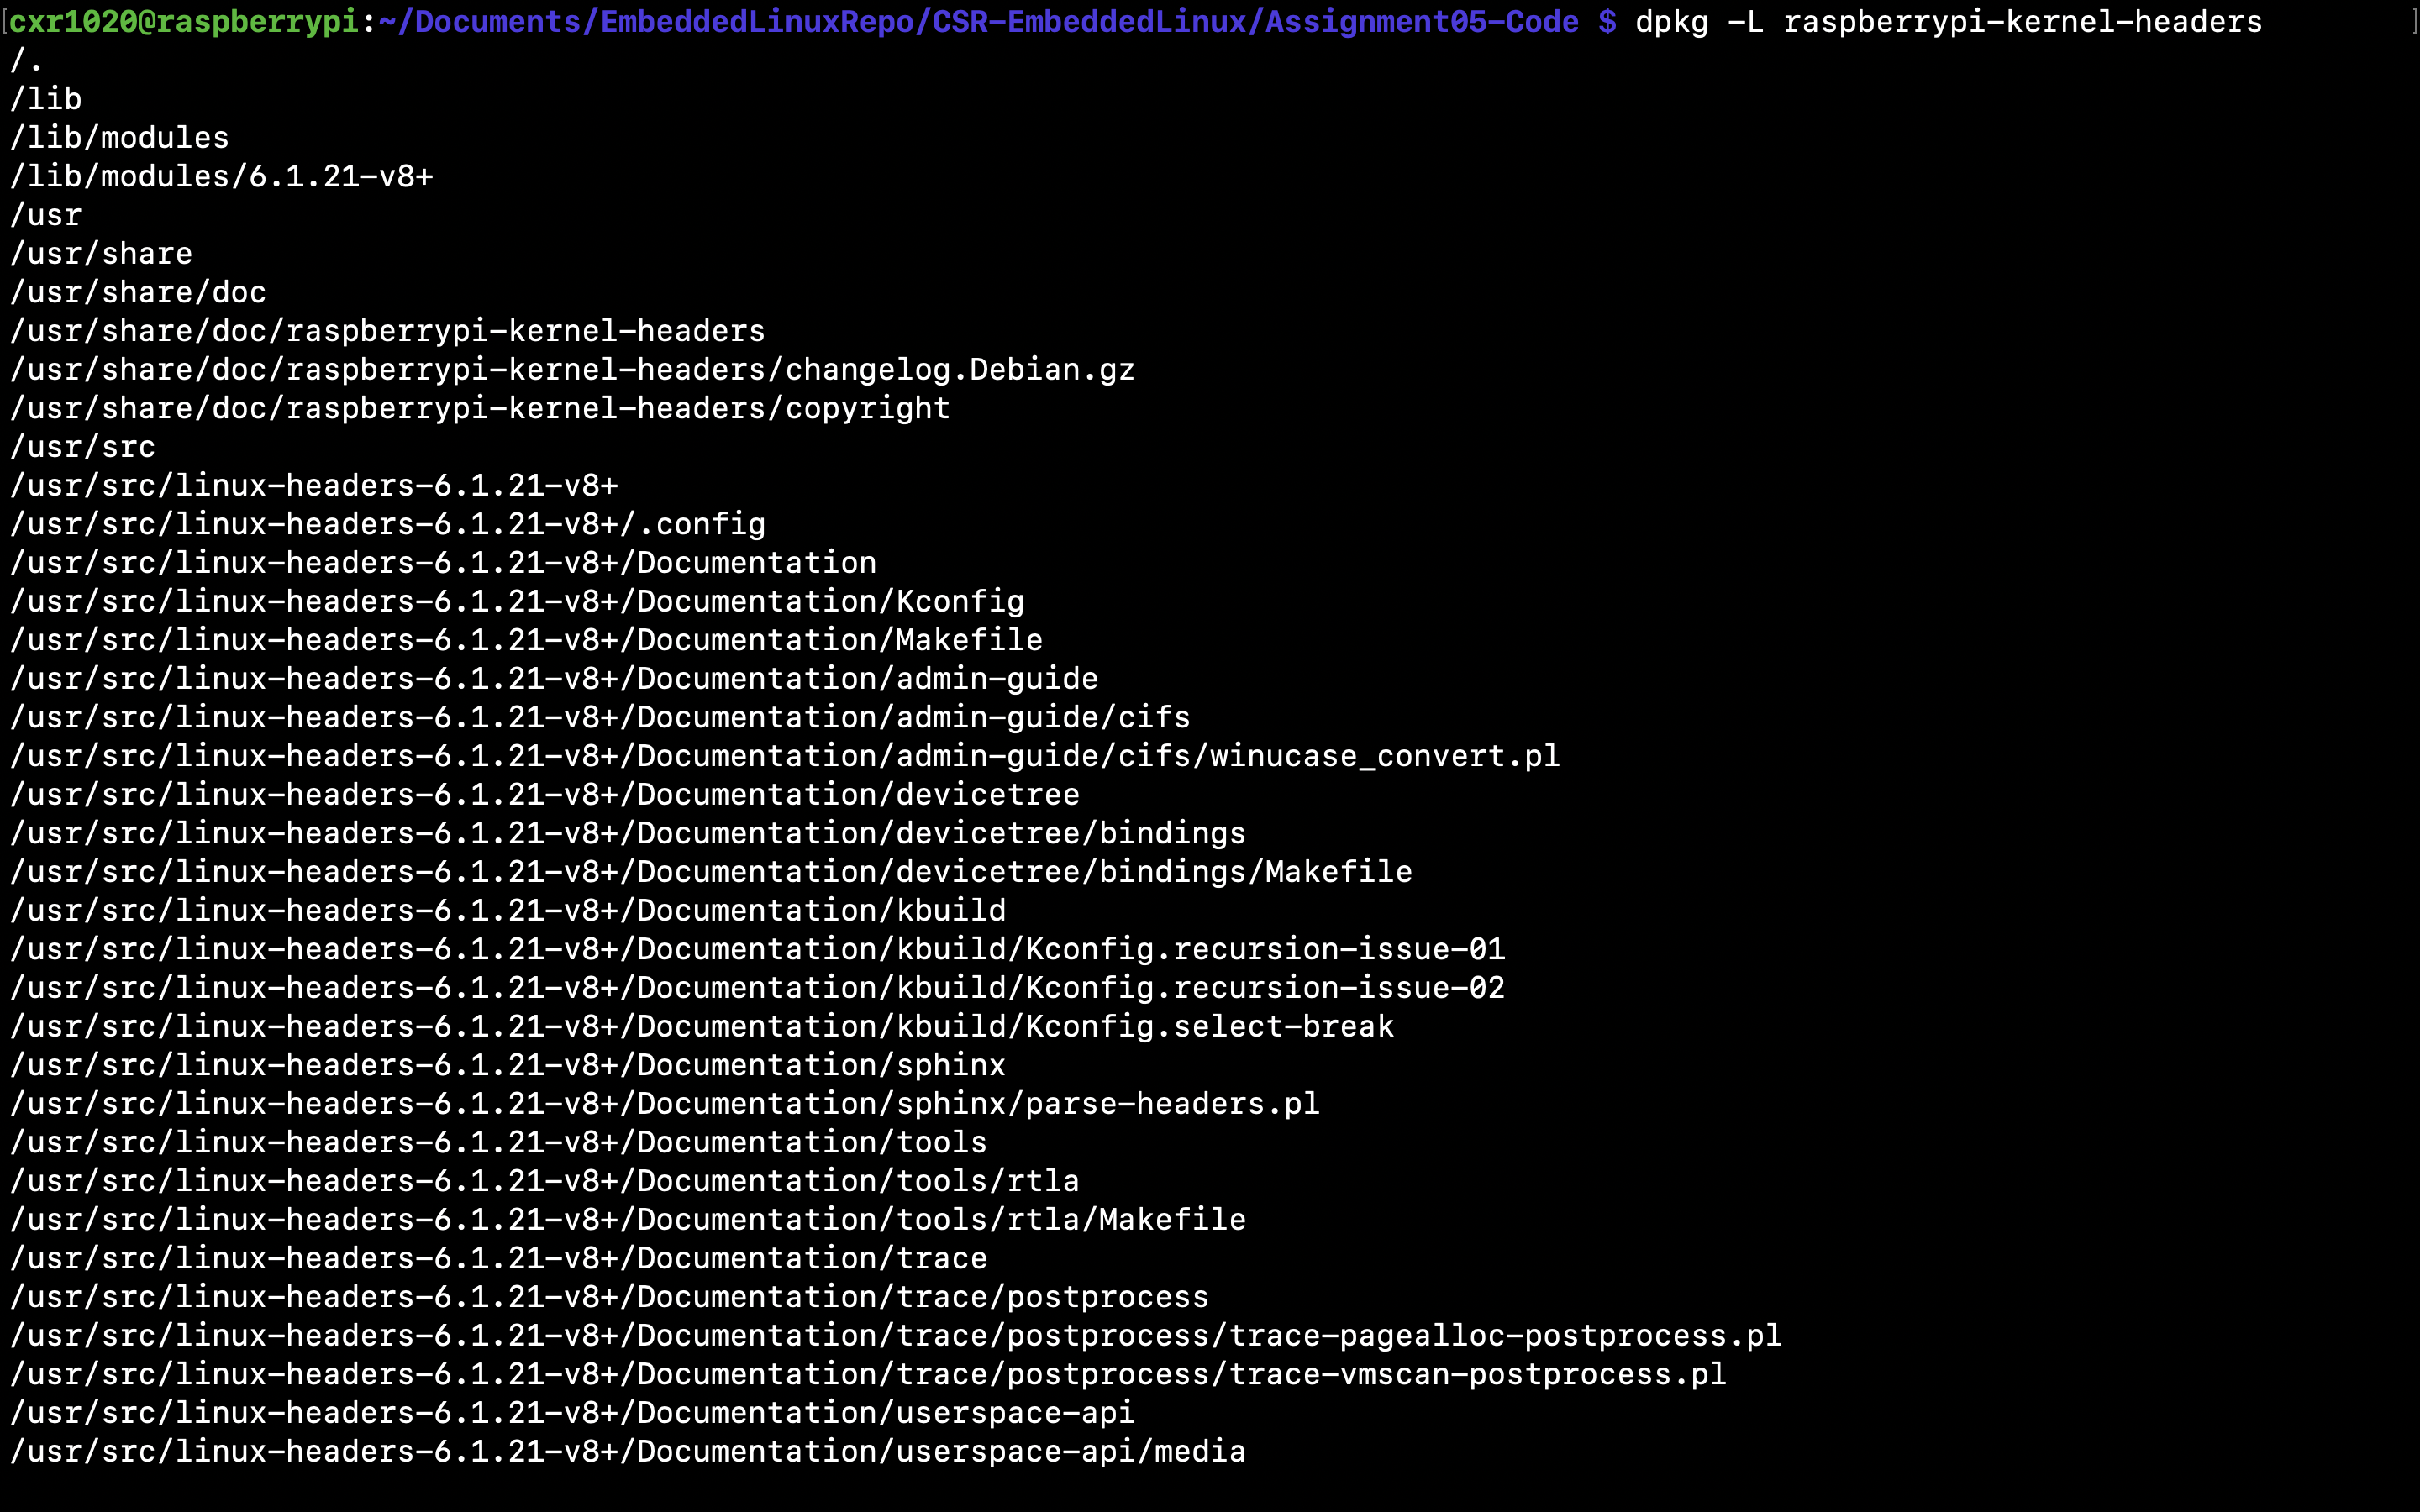 [cxr1020@raspberrypi:~/Documents/EmbeddedLinuxRepo/CSR-EmbeddedLinux/Assignment05-Code $ dpkg -L raspberrypi-kernel-headers ]
/.
/lib
/lib/modules
/lib/modules/6.1.21-v8+
/usr
/usr/share
/usr/share/doc
/usr/share/doc/raspberrypi-kernel-headers
/usr/share/doc/raspberrypi-kernel-headers/changelog.Debian.gz
/usr/share/doc/raspberrypi-kernel-headers/copyright
/usr/src
/usr/src/linux-headers-6.1.21-v8+
/usr/src/linux-headers-6.1.21-v8+/.config
/usr/src/linux-headers-6.1.21-v8+/Documentation
/usr/src/linux-headers-6.1.21-v8+/Documentation/Kconfig
/usr/src/linux-headers-6.1.21-v8+/Documentation/Makefile
/usr/src/linux-headers-6.1.21-v8+/Documentation/admin-guide
/usr/src/linux-headers-6.1.21-v8+/Documentation/admin-guide/cifs
/usr/src/linux-headers-6.1.21-v8+/Documentation/admin-guide/cifs/winucase_convert.pl
/usr/src/linux-headers-6.1.21-v8+/Documentation/devicetree
/usr/src/linux-headers-6.1.21-v8+/Documentation/devicetree/bindings
/usr/src/linux-headers-6.1.21-v8+/Documentation/devicetree/bindings/Makefile
/usr/src/linux-headers-6.1.21-v8+/Documentation/kbuild
/usr/src/linux-headers-6.1.21-v8+/Documentation/kbuild/Kconfig.recursion-issue-01
/usr/src/linux-headers-6.1.21-v8+/Documentation/kbuild/Kconfig.recursion-issue-02
/usr/src/linux-headers-6.1.21-v8+/Documentation/kbuild/Kconfig.select-break
/usr/src/linux-headers-6.1.21-v8+/Documentation/sphinx
/usr/src/linux-headers-6.1.21-v8+/Documentation/sphinx/parse-headers.pl
/usr/src/linux-headers-6.1.21-v8+/Documentation/tools
/usr/src/linux-headers-6.1.21-v8+/Documentation/tools/rtla
/usr/src/linux-headers-6.1.21-v8+/Documentation/tools/rtla/Makefile
/usr/src/linux-headers-6.1.21-v8+/Documentation/trace
/usr/src/linux-headers-6.1.21-v8+/Documentation/trace/postprocess
/usr/src/linux-headers-6.1.21-v8+/Documentation/trace/postprocess/trace-pagealloc-postprocess.pl
/usr/src/linux-headers-6.1.21-v8+/Documentation/trace/postprocess/trace-vmscan-postprocess.pl
/usr/src/linux-headers-6.1.21-v8+/Documentation/userspace-api
/usr/src/linux-headers-6.1.21-v8+/Documentation/userspace-api/media